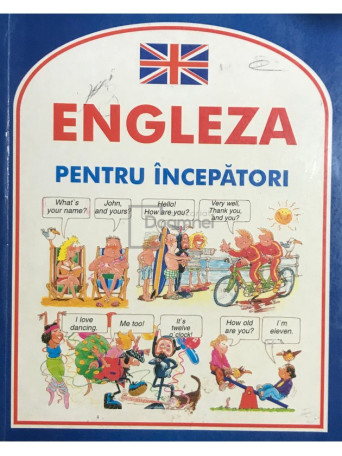 ENGLEZA
PENTRU ÎNCEPĂTORI
What's
your name?
John,
and yours?
Hello!
How are you?
Very well,
Thank you,
and you?
I love
dancing.
Me too!
It's
twelve
o'clock!
How old
are you?
I'm
eleven.